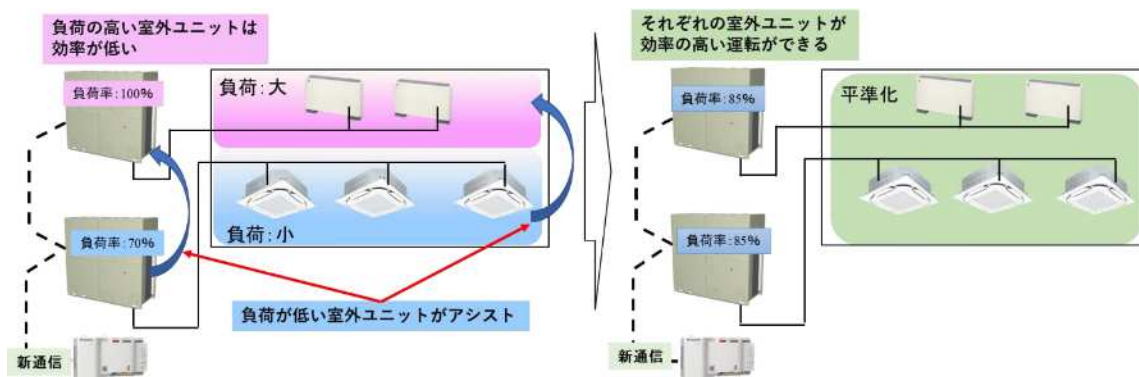 負荷の高い室外ユニットは
効率が低い
負荷率:100%
負荷:大
負荷率:70%
負荷:小
負荷が低い室外ユニットがアシスト
新通信
それぞれの室外ユニットが
効率の高い運転ができる
負荷率:85%
平準化
負荷率:85%
新通信